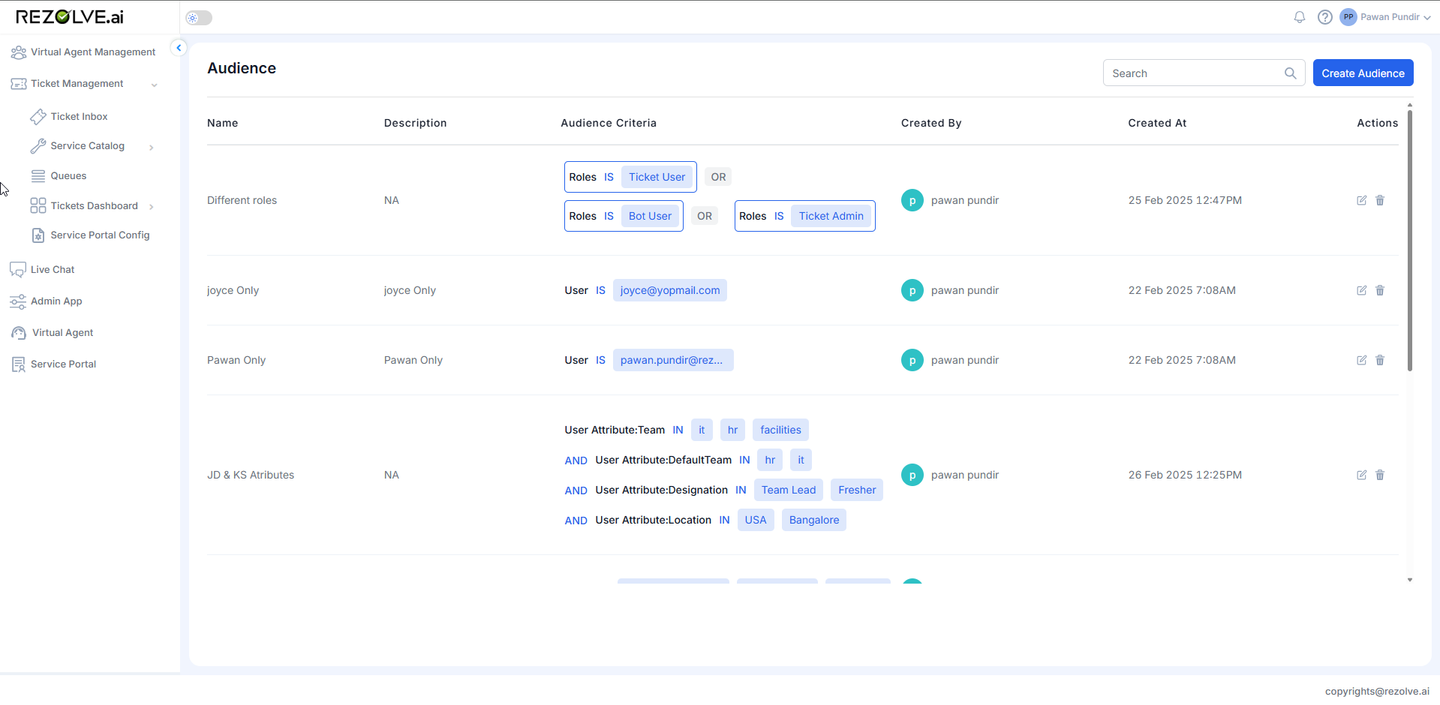 REZOLVE.ai
PP Pawan Pundir
Virtual Agent Management
Ticket Management
Ticket Inbox
Service Catalog
Queues
Tickets Dashboard
Service Portal Config
Live Chat
Admin App
Virtual Agent
Service Portal
Audience
Search
Create Audience
Name Description Audience Criteria Created By Created At Actions
Roles IS Ticket User OR
Different roles NA p pawan pundir 25 Feb 2025 12:47PM
Roles IS Bot User OR Roles IS Ticket Admin
joyce Only joyce Only User IS joyce@yopmail.com p pawan pundir 22 Feb 2025 7:08AM
Pawan Only Pawan Only User IS pawan.pundir@rez... p pawan pundir 22 Feb 2025 7:08AM
User Attribute:Team IN it hr facilities
AND User Attribute:DefaultTeam IN hr it
JD & KS Atributes NA p pawan pundir 26 Feb 2025 12:25PM
AND User Attribute:Designation IN Team Lead Fresher
AND User Attribute:Location IN USA Bangalore
copyrights@rezolve.ai